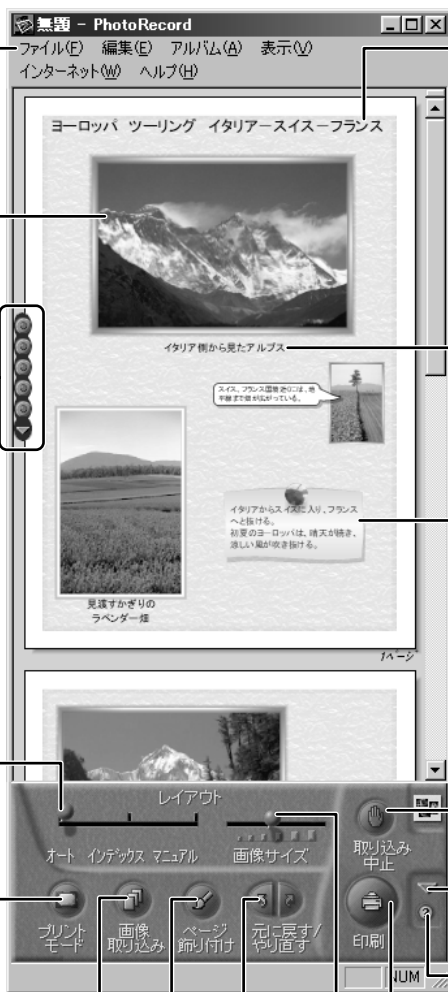 無題 - PhotoRecord
ファイル(F) 編集(E) アルバム(A) 表示(V)
インターネット(W) ヘルプ(H)
ヨーロッパ ツーリング イタリアースイスーフランス
イタリア側から見たアルプス
スイス、フランス国境近くには、地
平線まで畑が広がっている。
イタリアからスイスに入り、フランス
へと抜ける。
初夏のヨーロッパは、晴天が続き、
涼しい風が吹き抜ける。
見渡すかぎりの
ラベンダー畑
1ページ
レイアウト
オート インデックス マニュアル
画像サイズ
取り込み
中止
プリント
モード
画像
取り込み
ページ
飾り付け
元に戻す/
やり直す
印刷
?
NUM